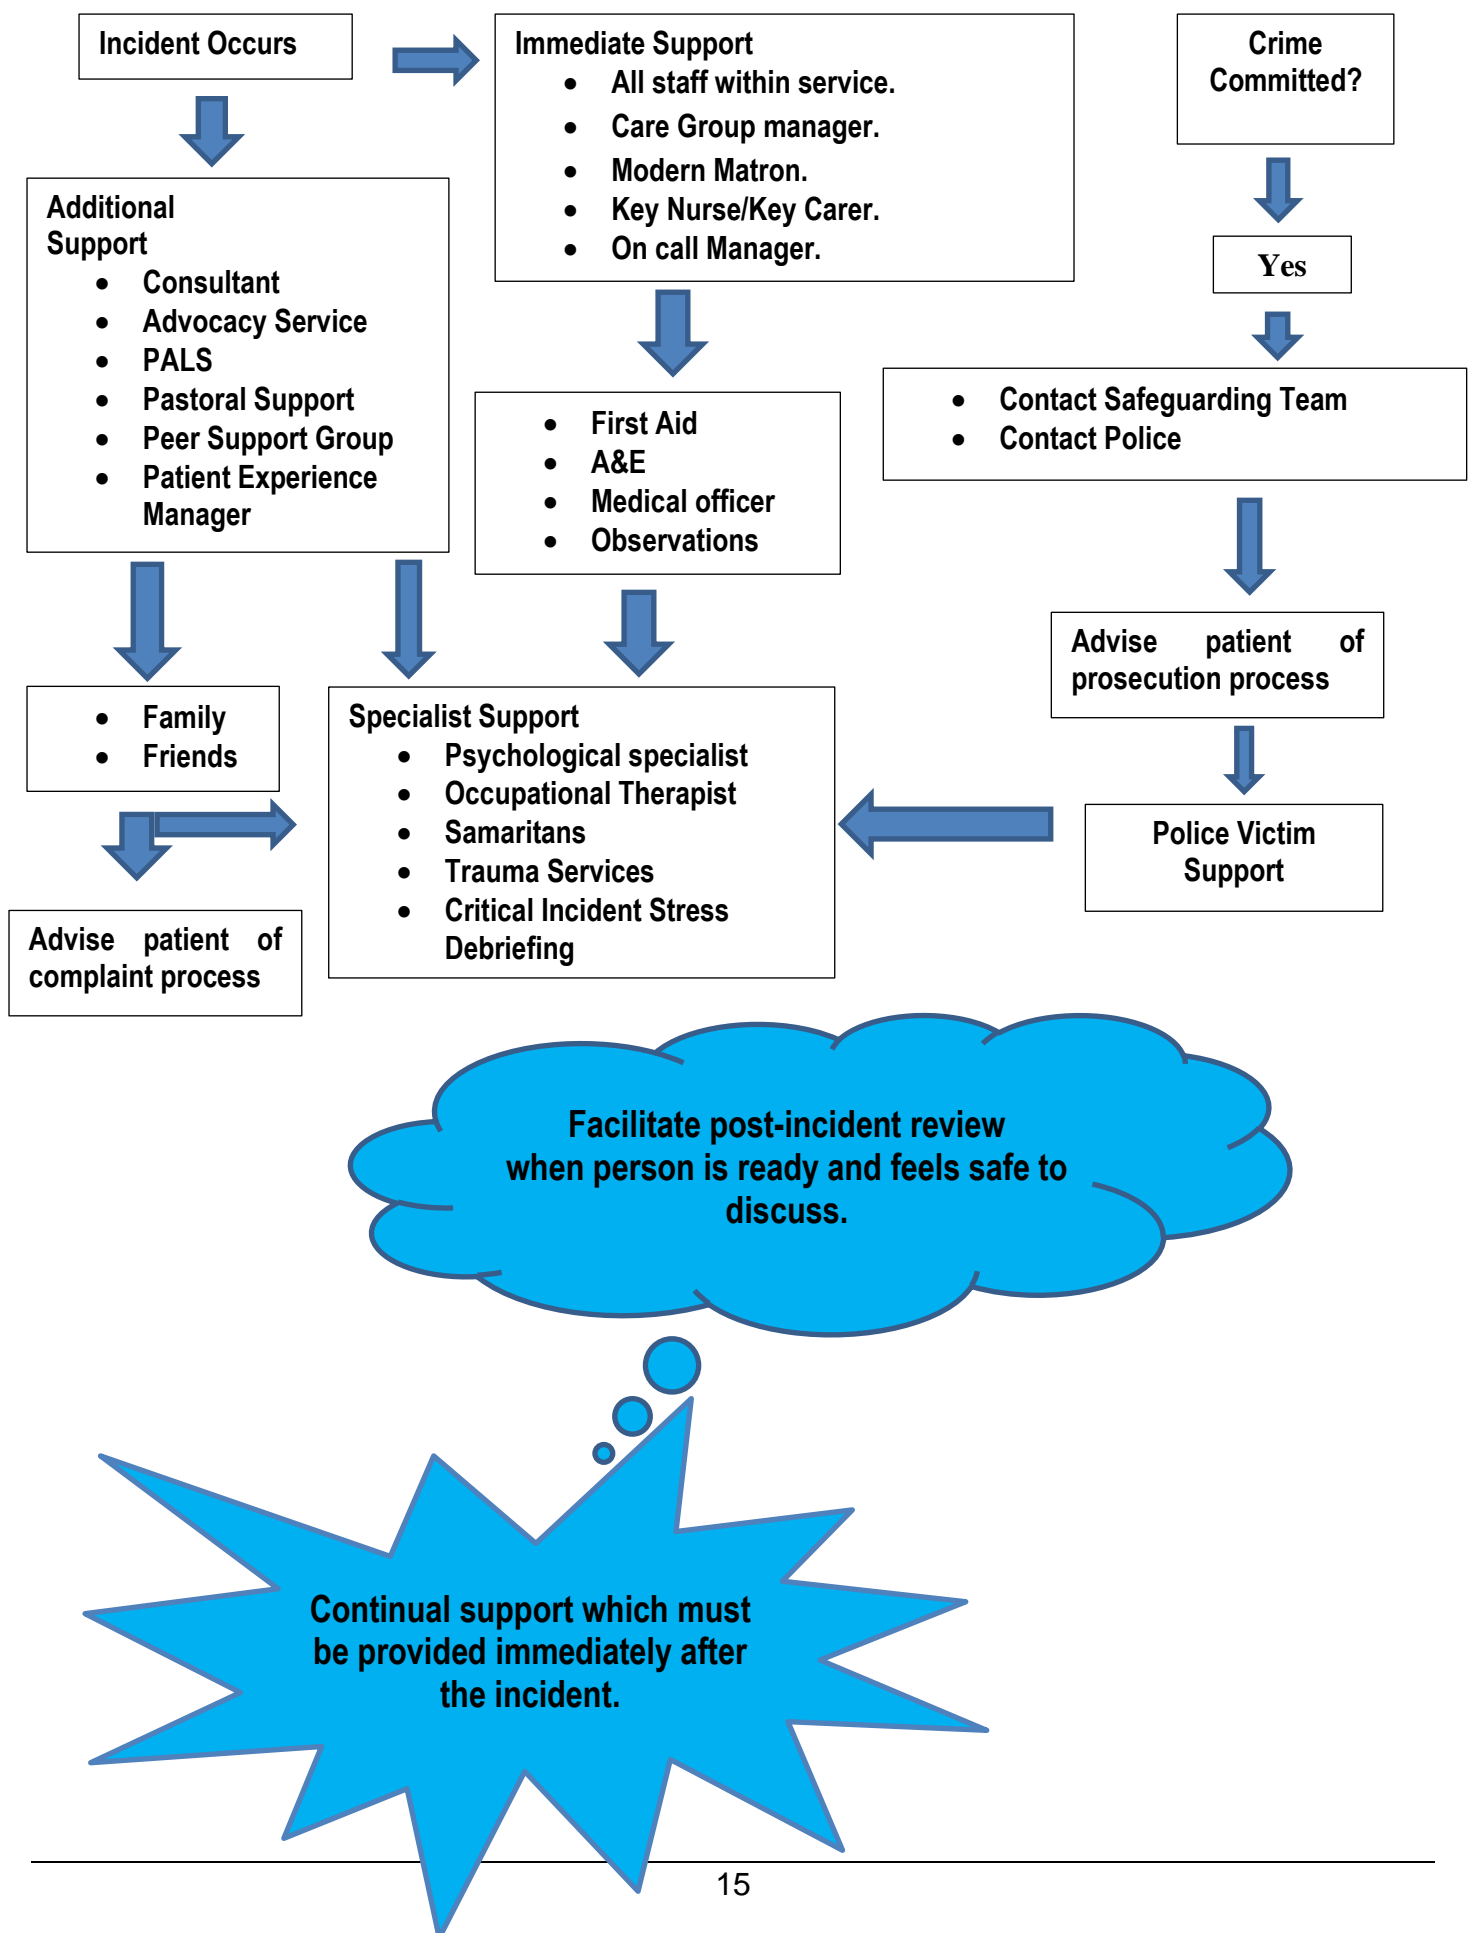 Incident Occurs
Immediate Support
• All staff within service.
• Care Group manager.
• Modern Matron.
• Key Nurse/Key Carer.
• On call Manager.
Crime
Committed?
Yes
Additional
Support
• Consultant
• Advocacy Service
• PALS
• Pastoral Support
• Peer Support Group
• Patient Experience
Manager
• First Aid
• A&E
• Medical officer
• Observations
• Contact Safeguarding Team
• Contact Police
Advise patient of
prosecution process
• Family
• Friends
Specialist Support
• Psychological specialist
• Occupational Therapist
• Samaritans
• Trauma Services
• Critical Incident Stress
Debriefing
Police Victim
Support
Advise patient of
complaint process
Facilitate post-incident review
when person is ready and feels safe to
discuss.
Continual support which must
be provided immediately after
the incident.
15